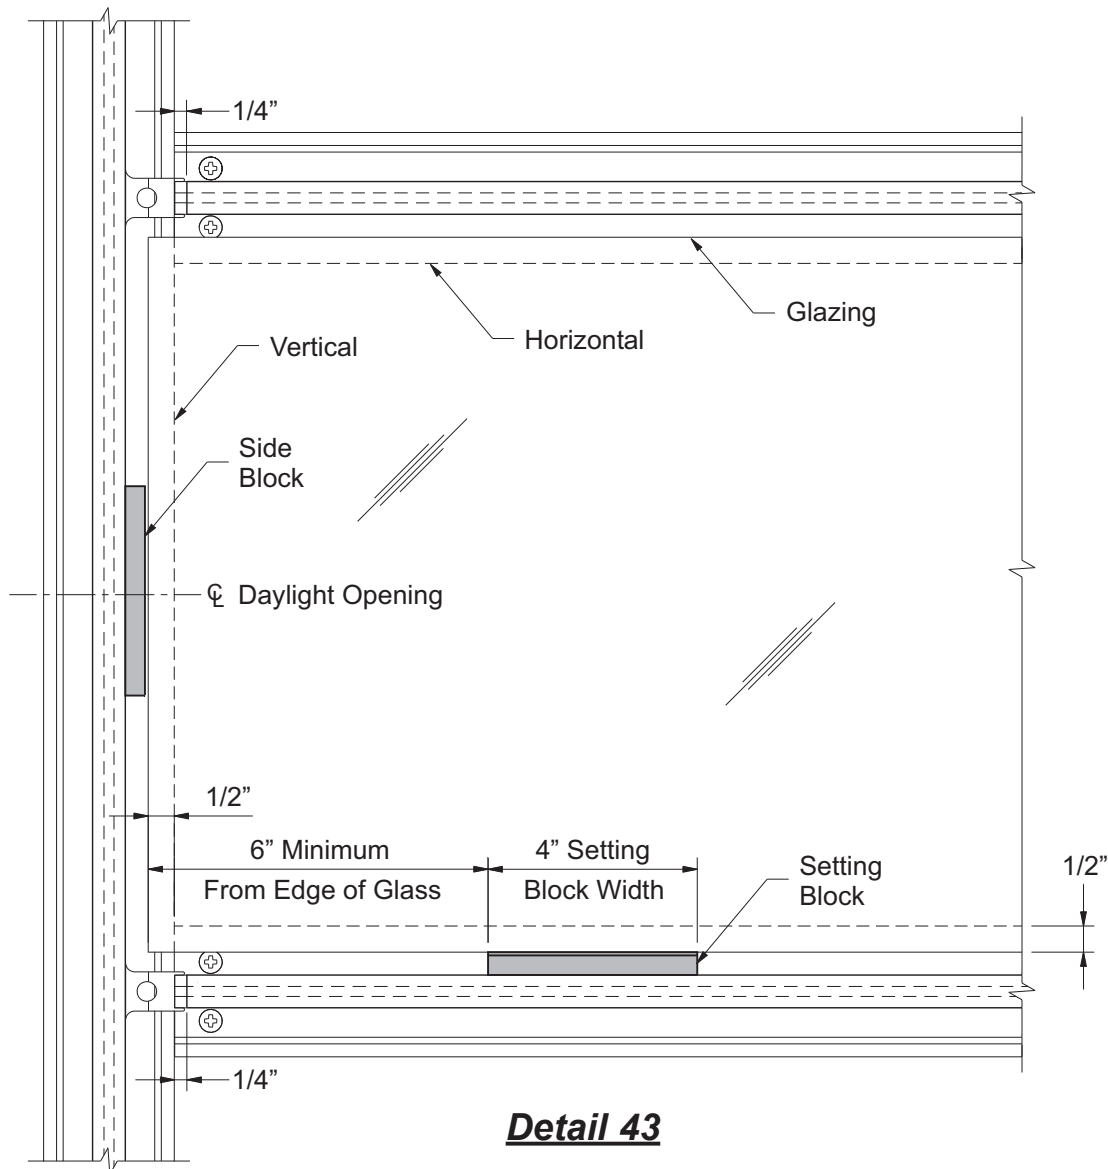 1/4”
Glazing
Horizontal
Vertical
Side
Block
℄ Daylight Opening
1/2”
6” Minimum
From Edge of Glass
4” Setting
Block Width
Setting
Block
1/2”
1/4”
Detail 43